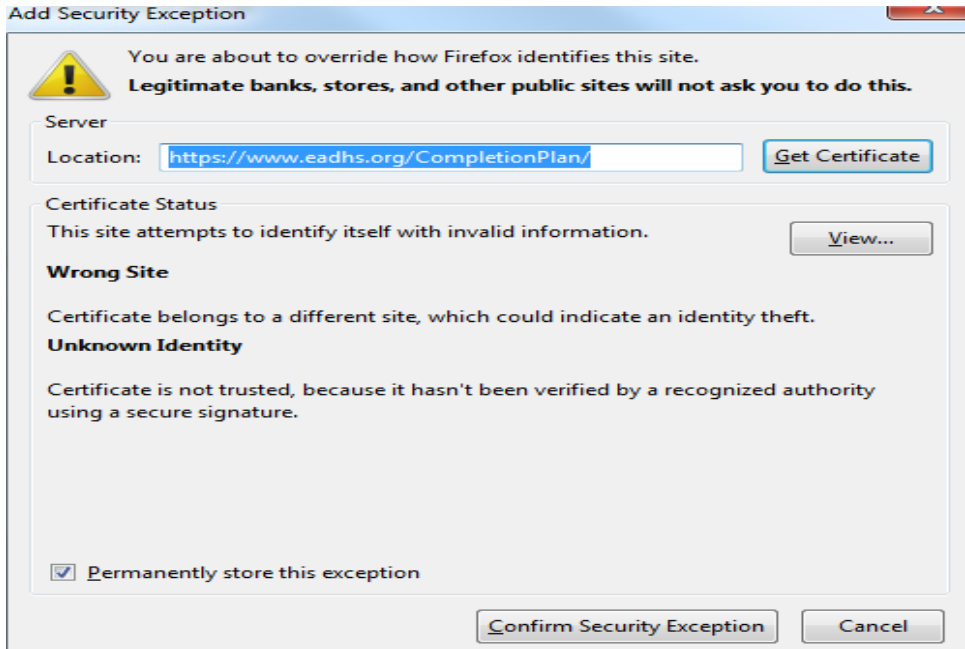 Add Security Exception
You are about to override how Firefox identifies this site.
Legitimate banks, stores, and other public sites will not ask you to do this.
Server
Location: https://www.eadhs.org/CompletionPlan/ Get Certificate
Certificate Status
This site attempts to identify itself with invalid information. View...
Wrong Site
Certificate belongs to a different site, which could indicate an identity theft.
Unknown Identity
Certificate is not trusted, because it hasn't been verified by a recognized authority
using a secure signature.
Permanently store this exception
Confirm Security Exception Cancel